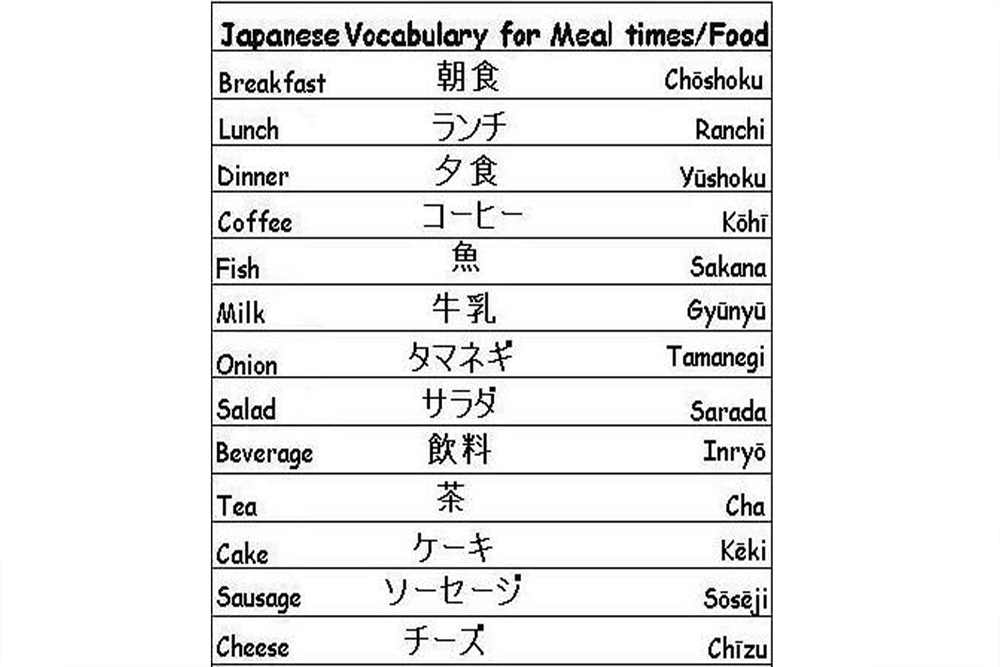 Japanese Vocabulary for Meal times/Food
Breakfast 朝食 Chōshoku
Lunch ランチ Ranchi
Dinner 夕食 Yūshoku
Coffee コーヒー Kōhī
Fish 魚 Sakana
Milk 牛乳 Gyūnyū
Onion タマネギ Tamanegi
Salad サラダ Sarada
Beverage 飲料 Inryō
Tea 茶 Cha
Cake ケーキ Kēki
Sausage ソーセージ Sōsēji
Cheese チーズ Chīzu